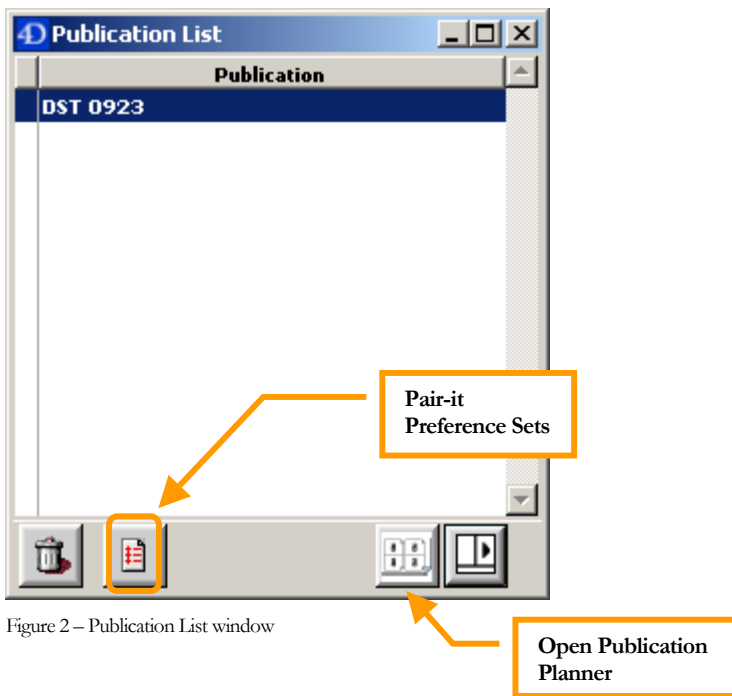 4D Publication List
Publication
DST 0923
Pair-it
Preference Sets
Figure 2 – Publication List window
Open Publication
Planner